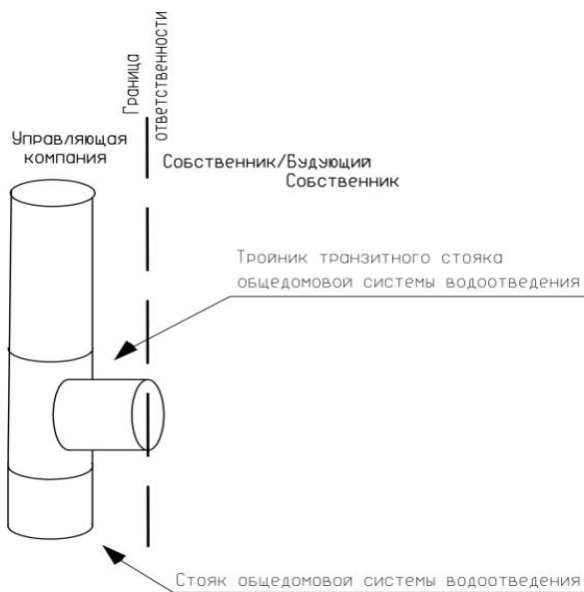 Граница
ответственности
Управляющая
компания
Собственник/Будующий
Собственник
Тройник транзитного стояка
общедомовой системы водоотведения
Стояк общедомовой системы водоотведения